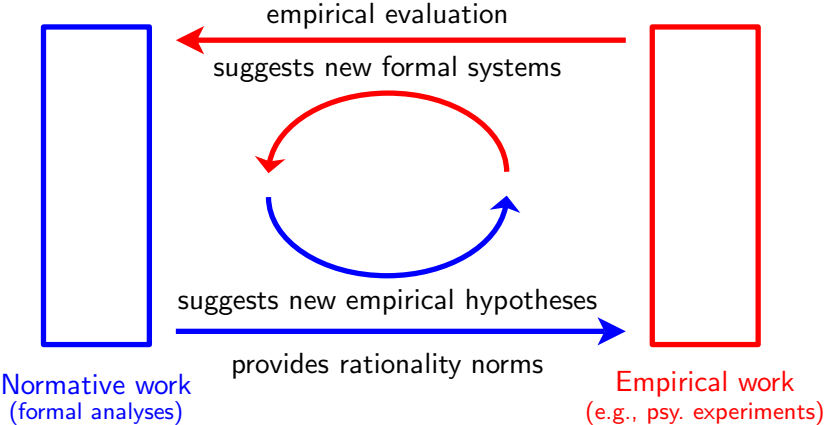 empirical evaluation
suggests new formal systems
suggests new empirical hypotheses
provides rationality norms
Normative work
(formal analyses)
Empirical work
(e.g., psy. experiments)